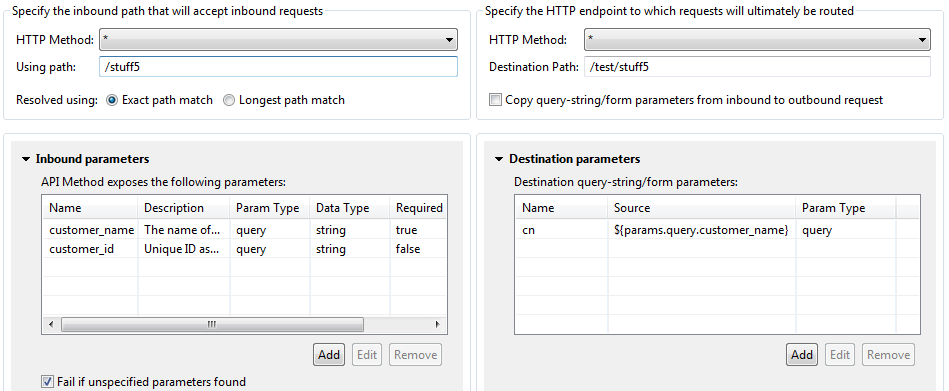 Specify the inbound path that will accept inbound requests
HTTP Method: *
Using path: /stuff5
Resolved using: Exact path match Longest path match
Inbound parameters
API Method exposes the following parameters:
Name Description Param Type Data Type Required
customer_name The name of... query string true
customer_id Unique ID as... query string false
Add Edit Remove
Fail if unspecified parameters found
Specify the HTTP endpoint to which requests will ultimately be routed
HTTP Method: *
Destination Path: /test/stuff5
Copy query-string/form parameters from inbound to outbound request
Destination parameters
Destination query-string/form parameters:
Name Source Param Type
cn ${params.query.customer_name} query
Add Edit Remove